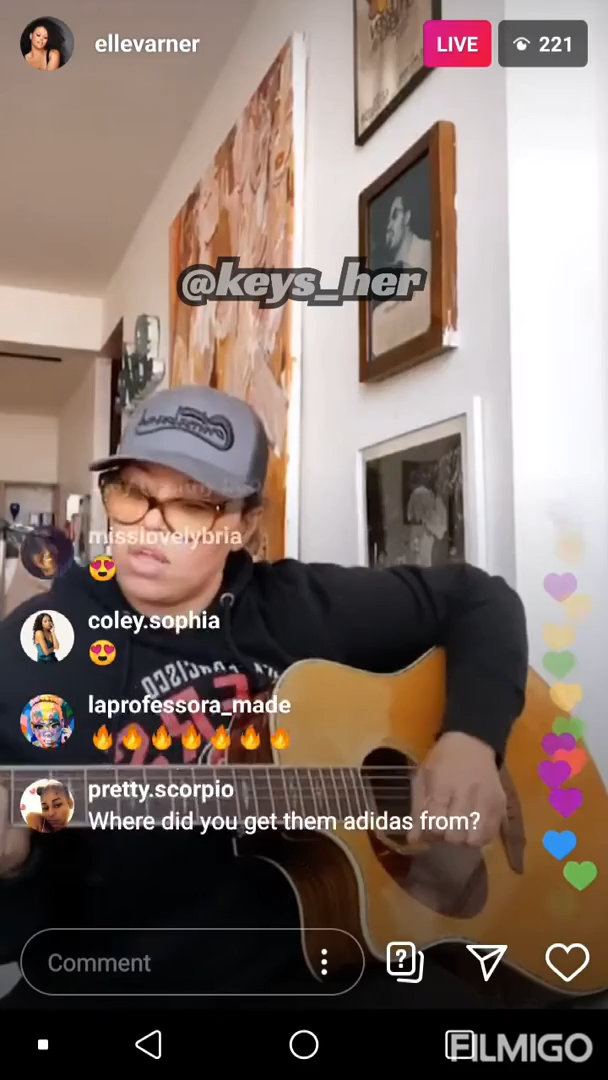 ellevarner
LIVE
221
@keys_her
misslovelybria
😍
coley.sophia
😍
laprofessora_made
🔥🔥🔥🔥🔥🔥🔥
pretty.scorpio
Where did you get them adidas from?
Comment
FILMIGO